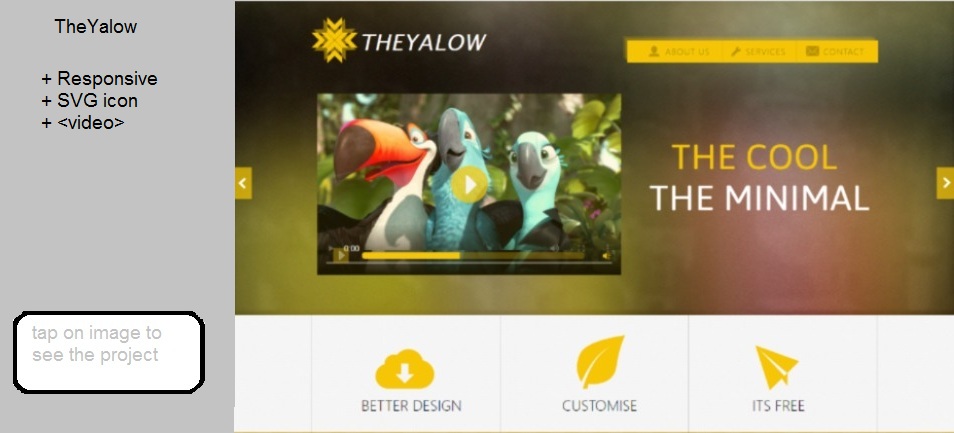 TheYalow
+ Responsive
+ SVG icon
+ <video>
tap on image to
see the project
THEYALOW
ABOUT US SERVICES CONTACT
0:00
THE COOL
THE MINIMAL
BETTER DESIGN CUSTOMISE ITS FREE